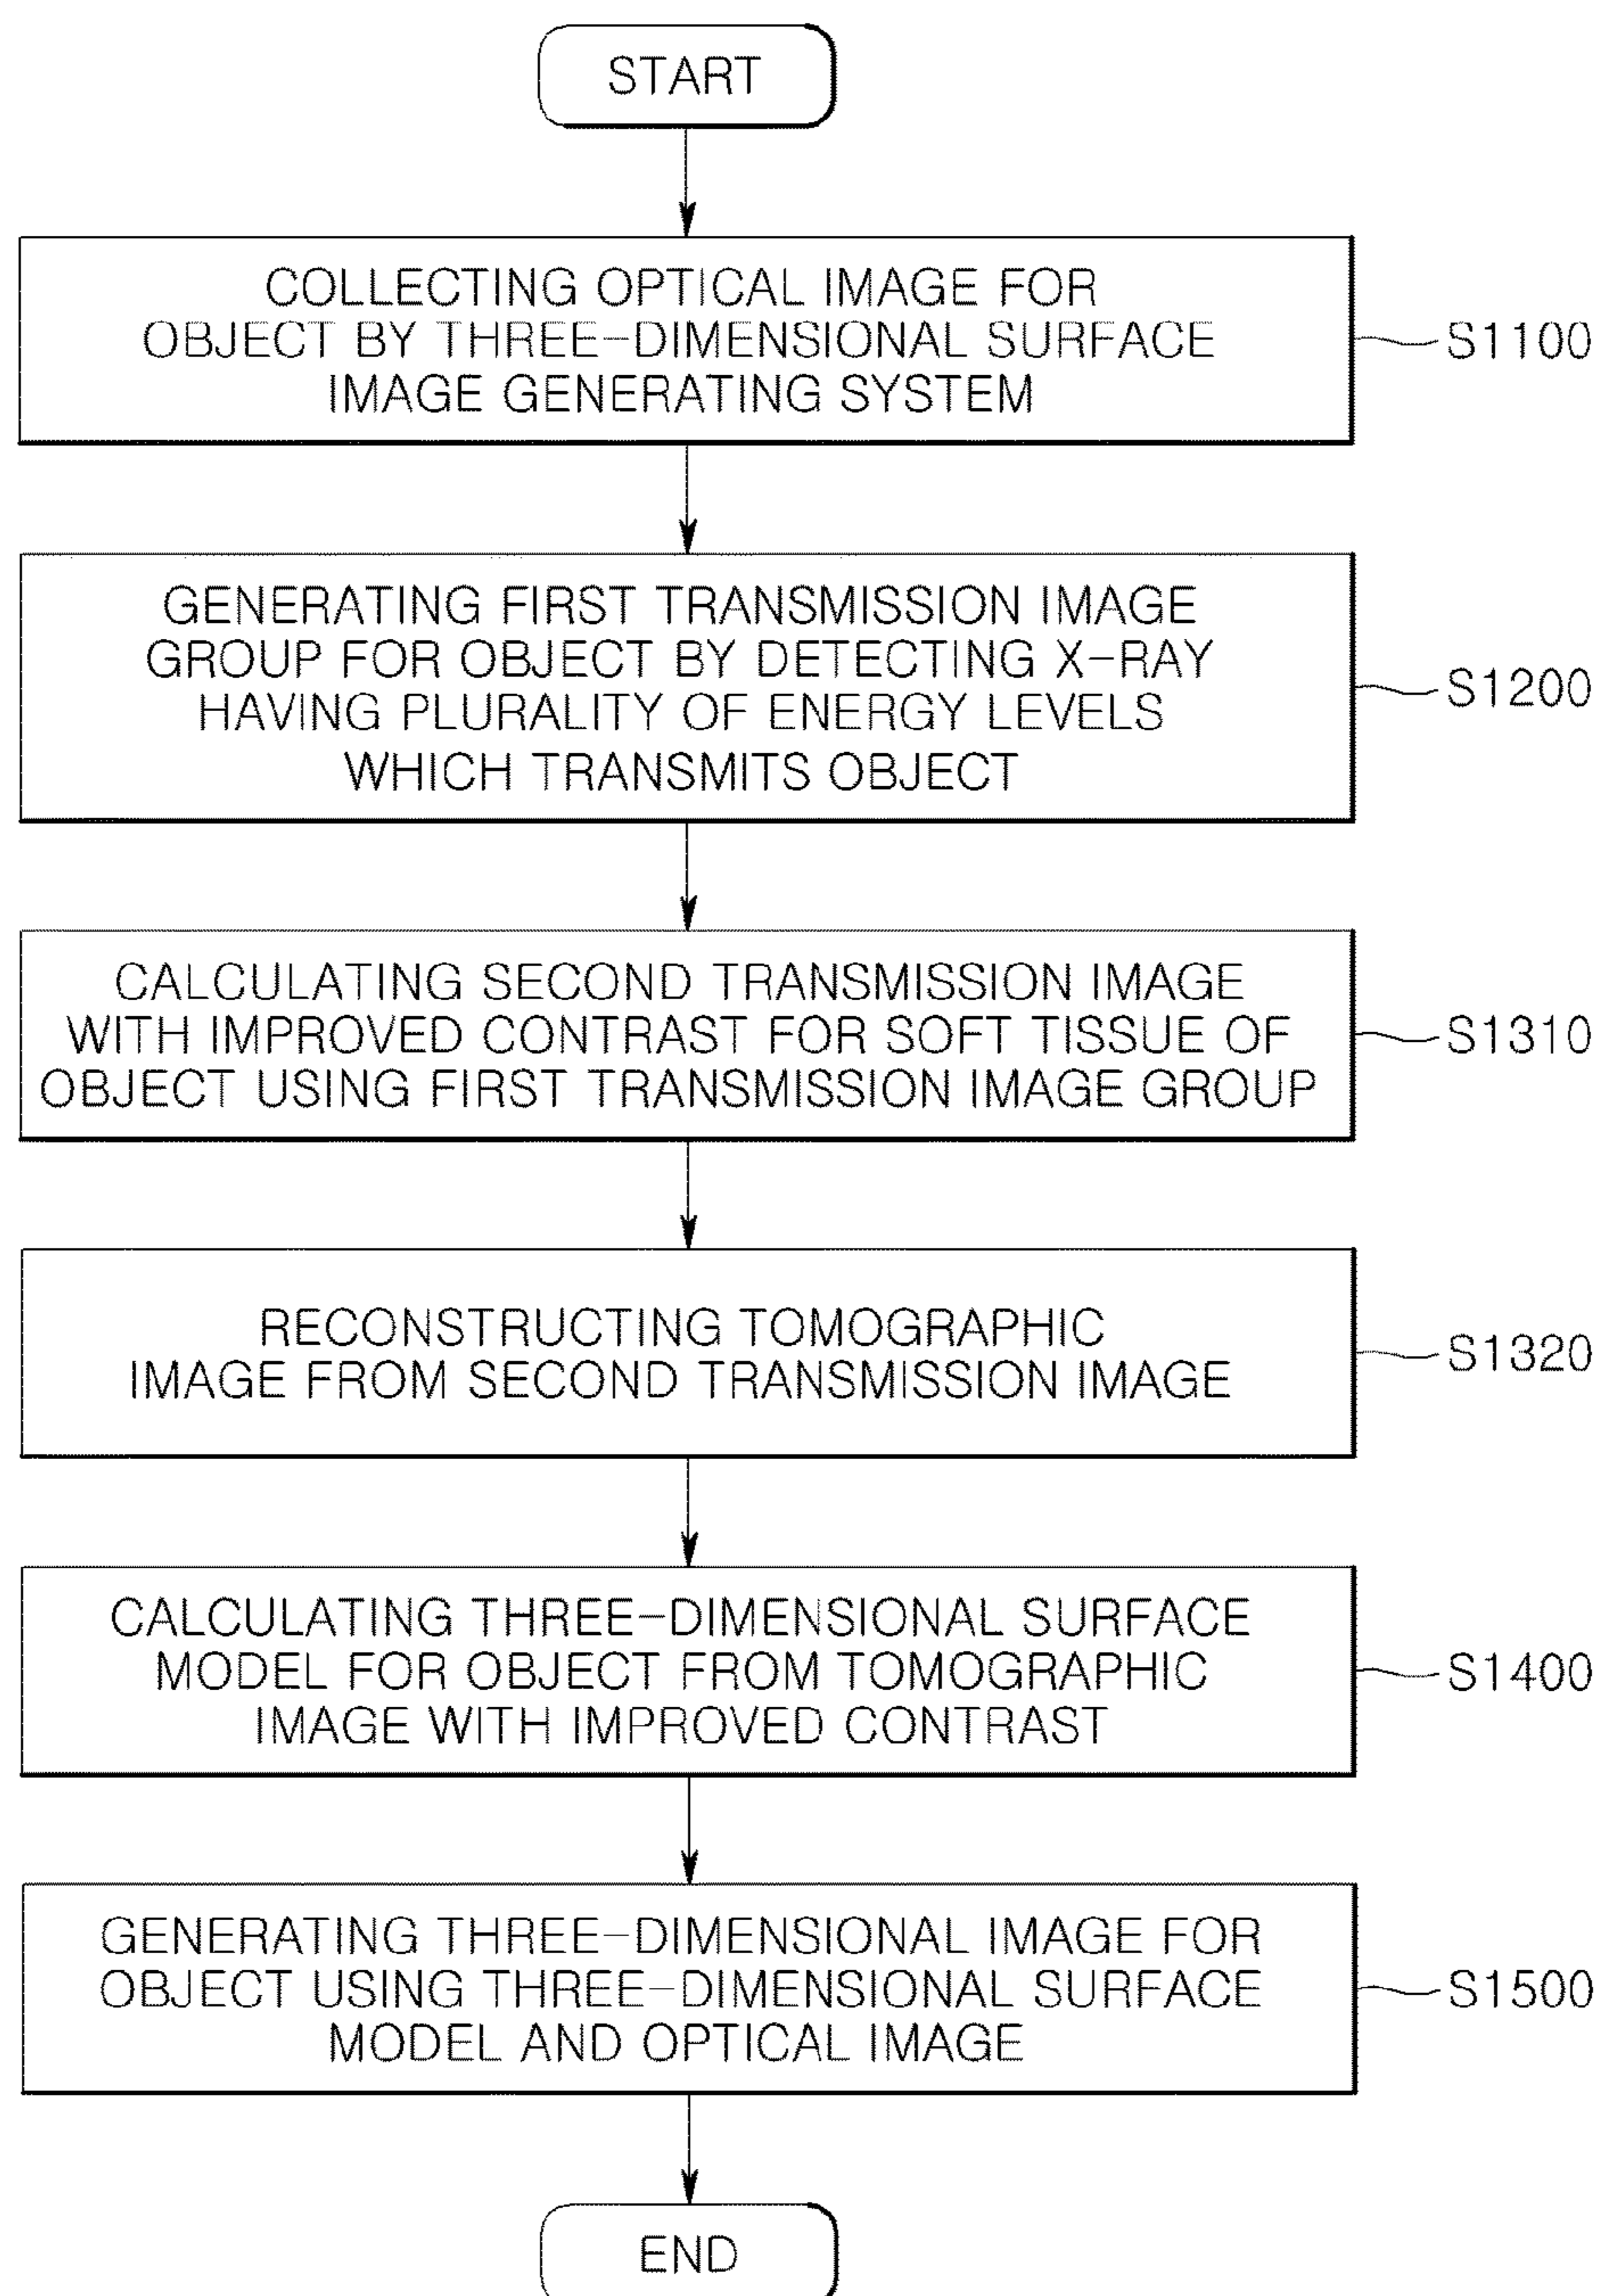 START
COLLECTING OPTICAL IMAGE FOR
OBJECT BY THREE-DIMENSIONAL SURFACE
IMAGE GENERATING SYSTEM
S1100
GENERATING FIRST TRANSMISSION IMAGE
GROUP FOR OBJECT BY DETECTING X-RAY
HAVING PLURALITY OF ENERGY LEVELS
WHICH TRANSMITS OBJECT
S1200
CALCULATING SECOND TRANSMISSION IMAGE
WITH IMPROVED CONTRAST FOR SOFT TISSUE OF
OBJECT USING FIRST TRANSMISSION IMAGE GROUP
S1310
RECONSTRUCTING TOMOGRAPHIC
IMAGE FROM SECOND TRANSMISSION IMAGE
S1320
CALCULATING THREE-DIMENSIONAL SURFACE
MODEL FOR OBJECT FROM TOMOGRAPHIC
IMAGE WITH IMPROVED CONTRAST
S1400
GENERATING THREE-DIMENSIONAL IMAGE FOR
OBJECT USING THREE-DIMENSIONAL SURFACE
MODEL AND OPTICAL IMAGE
S1500
END